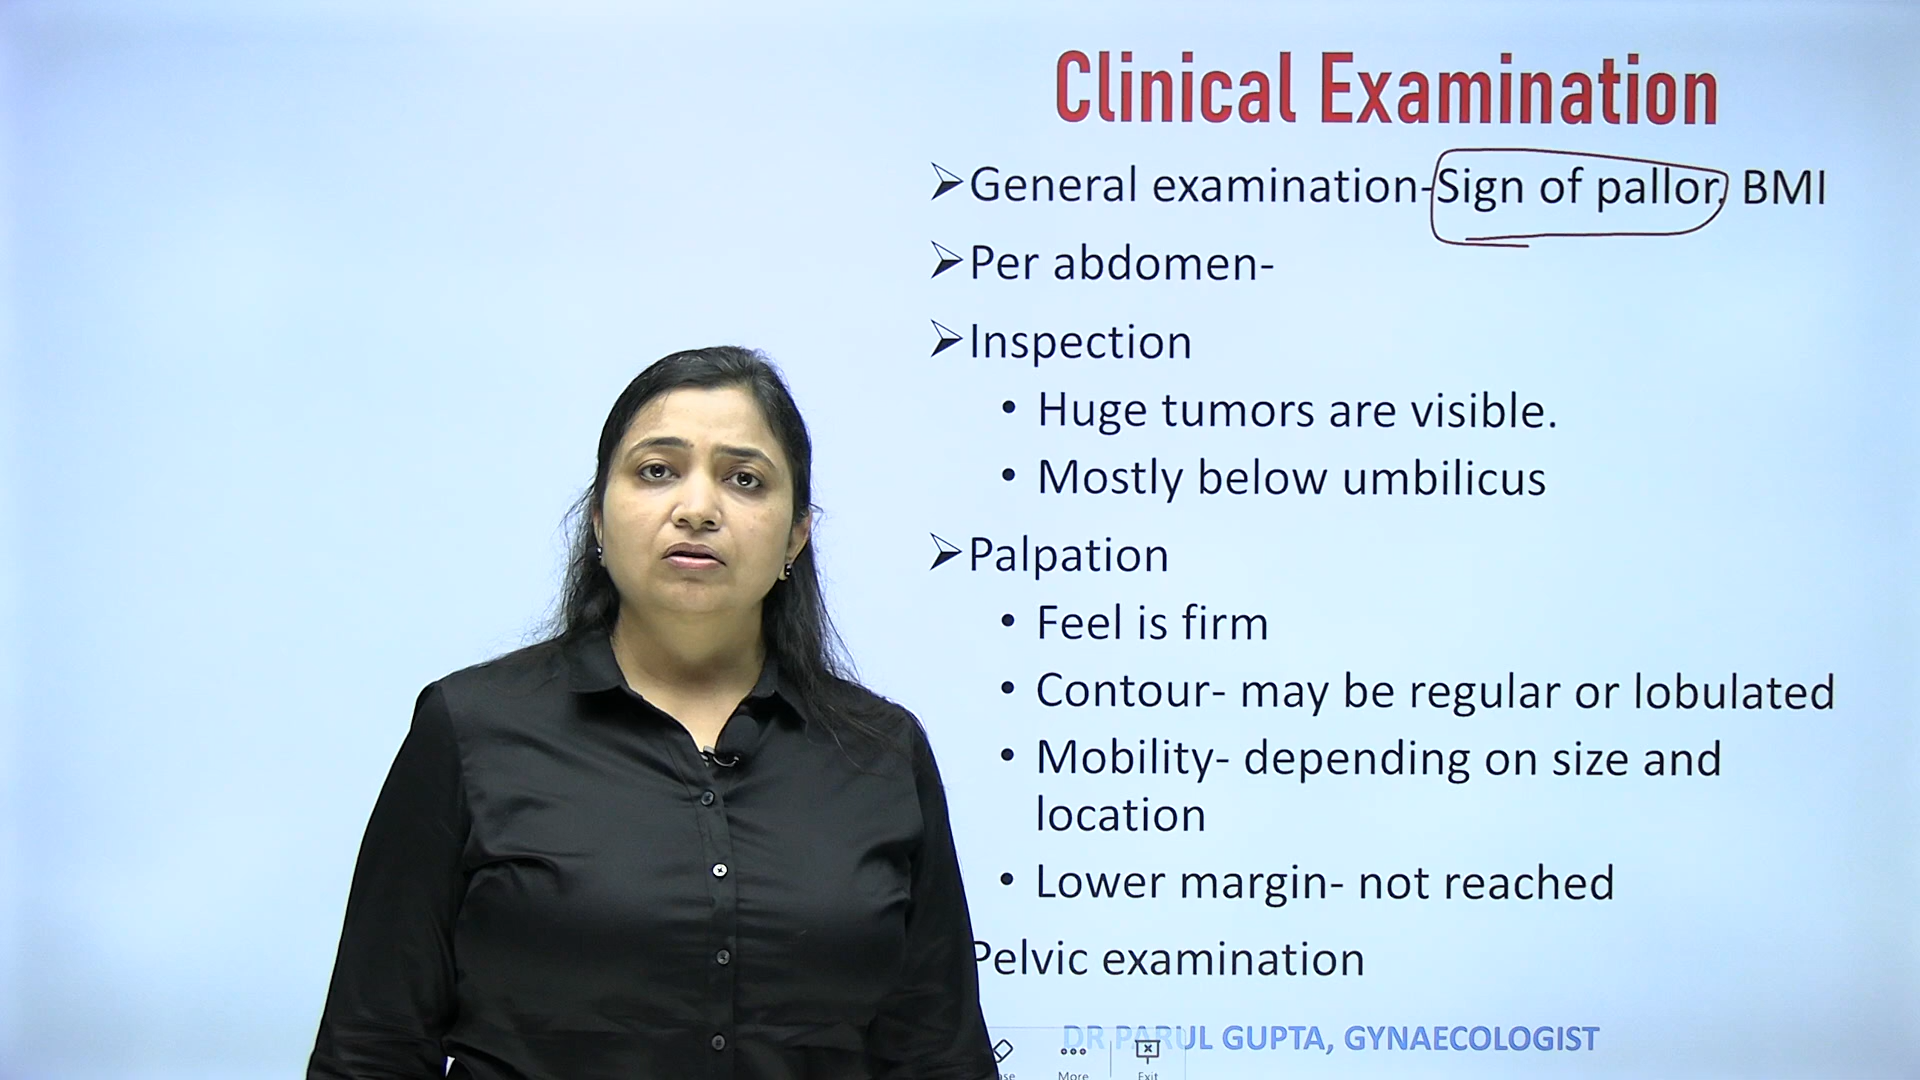 Clinical Examination
➢General examination-Sign of pallor, BMI
➢Per abdomen-
➢Inspection
• Huge tumors are visible.
• Mostly below umbilicus
➢Palpation
• Feel is firm
• Contour- may be regular or lobulated
• Mobility- depending on size and
location
• Lower margin- not reached
Pelvic examination
DR PARUL GUPTA, GYNAECOLOGIST
More Exit